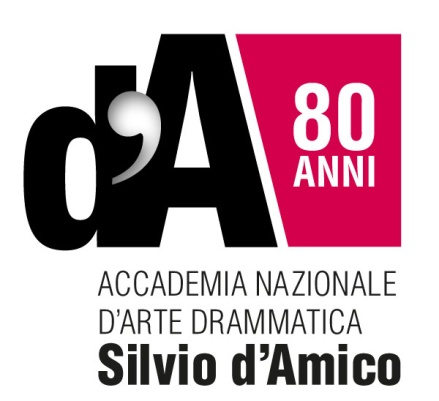 d'A
80
ANNI
ACCADEMIA NAZIONALE
D'ARTE DRAMMATICA
Silvio d'Amico